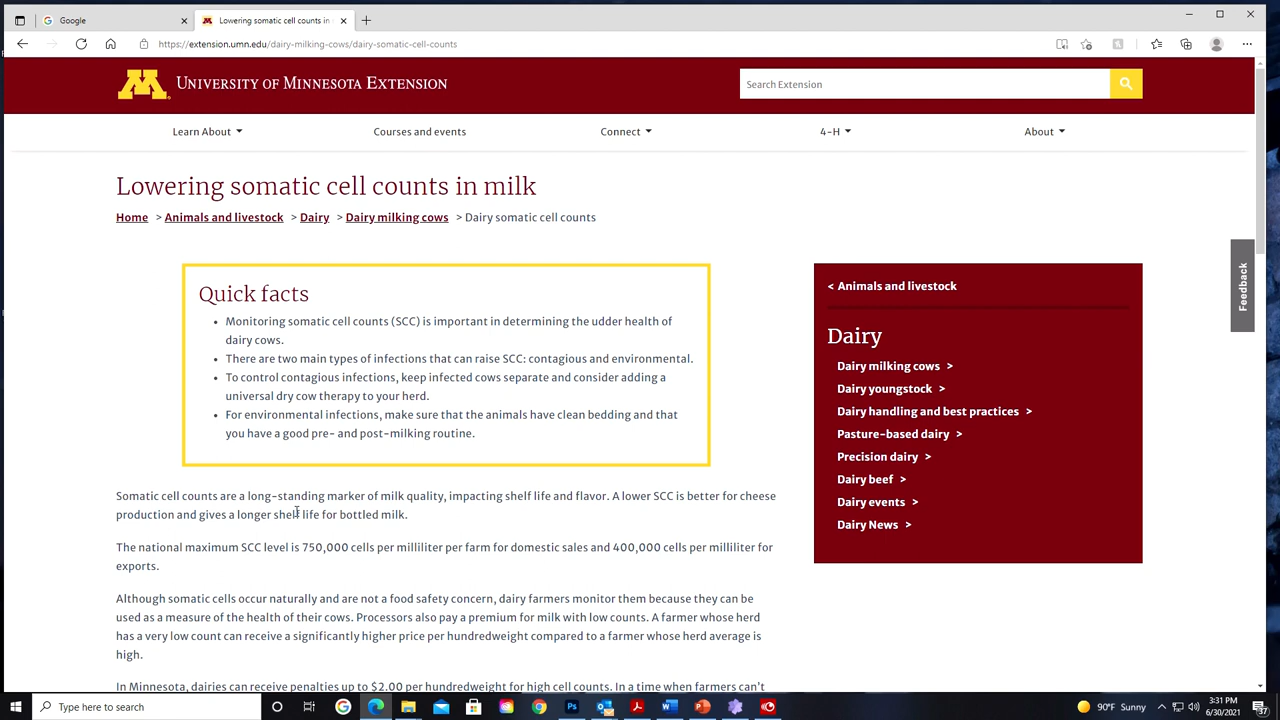 Google
Lowering somatic cell counts in
https://extension.umn.edu/dairy-milking-cows/dairy-somatic-cell-counts
M
UNIVERSITY OF MINNESOTA EXTENSION
Search Extension
Learn About
Courses and events
Connect
4-H
About
Lowering somatic cell counts in milk
Home > Animals and livestock > Dairy > Dairy milking cows > Dairy somatic cell counts
Quick facts
• Monitoring somatic cell counts (SCC) is important in determining the udder health of
dairy cows.
• There are two main types of infections that can raise SCC: contagious and environmental.
• To control contagious infections, keep infected cows separate and consider adding a
universal dry cow therapy to your herd.
• For environmental infections, make sure that the animals have clean bedding and that
you have a good pre- and post-milking routine.
Somatic cell counts are a long-standing marker of milk quality, impacting shelf life and flavor. A lower SCC is better for cheese
production and gives a longer shelf life for bottled milk.
The national maximum SCC level is 750,000 cells per milliliter per farm for domestic sales and 400,000 cells per milliliter for
exports.
Although somatic cells occur naturally and are not a food safety concern, dairy farmers monitor them because they can be
used as a measure of the health of their cows. Processors also pay a premium for milk with low counts. A farmer whose herd
has a very low count can receive a significantly higher price per hundredweight compared to a farmer whose herd average is
high.
In Minnesota, dairies can receive penalties up to $2.00 per hundredweight for high cell counts. In a time when farmers can't
< Animals and livestock
Dairy
Dairy milking cows >
Dairy youngstock >
Dairy handling and best practices >
Pasture-based dairy >
Precision dairy >
Dairy beef >
Dairy events >
Dairy News >
Feedback
Type here to search
90°F Sunny
3:31 PM
6/30/2021
37